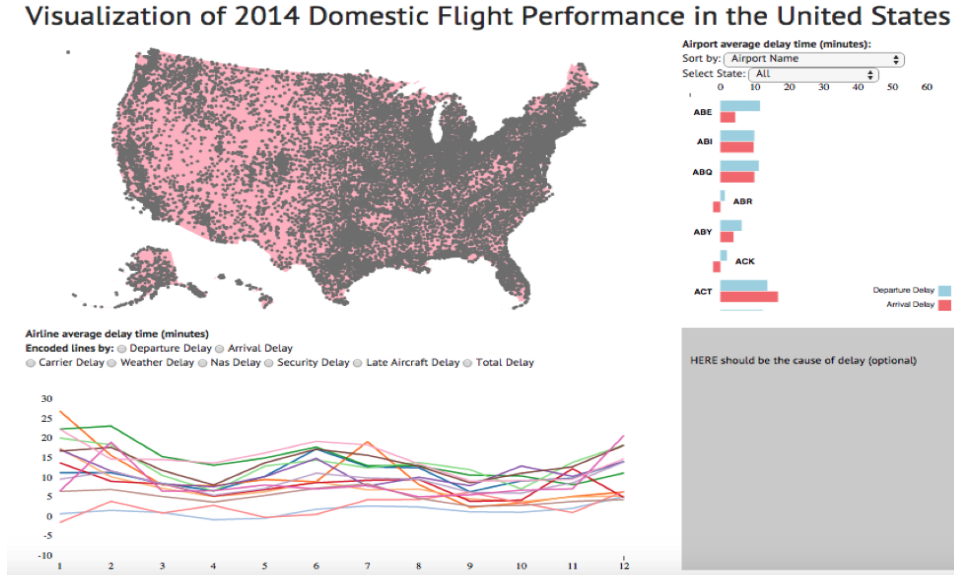 Visualization of 2014 Domestic Flight Performance in the United States
Airport average delay time (minutes):
Sort by: Airport Name
Select State: All
0 10 20 30 40 50 60
ABE
ABI
ABQ
ABR
ABY
ACK
ACT
Departure Delay
Arrival Delay
Airline average delay time (minutes)
Encoded lines by: Departure Delay Arrival Delay
Carrier Delay Weather Delay Nas Delay Security Delay Late Aircraft Delay Total Delay
HERE should be the cause of delay (optional)
30
25
20
15
10
5
0
-5
-10
1 2 3 4 5 6 7 8 9 10 11 12